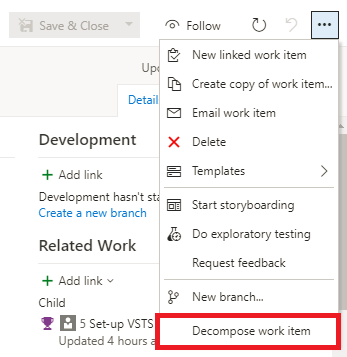 Save & Close
Follow
Upd
Detail
New linked work item
Create copy of work item...
Email work item
Delete
Templates
Start storyboarding
Do exploratory testing
Request feedback
New branch...
Decompose work item
Development
+ Add link
Development hasn't sta
Create a new branch
Related Work
+ Add link
Child
5 Set-up VSTS
Updated 4 hours a